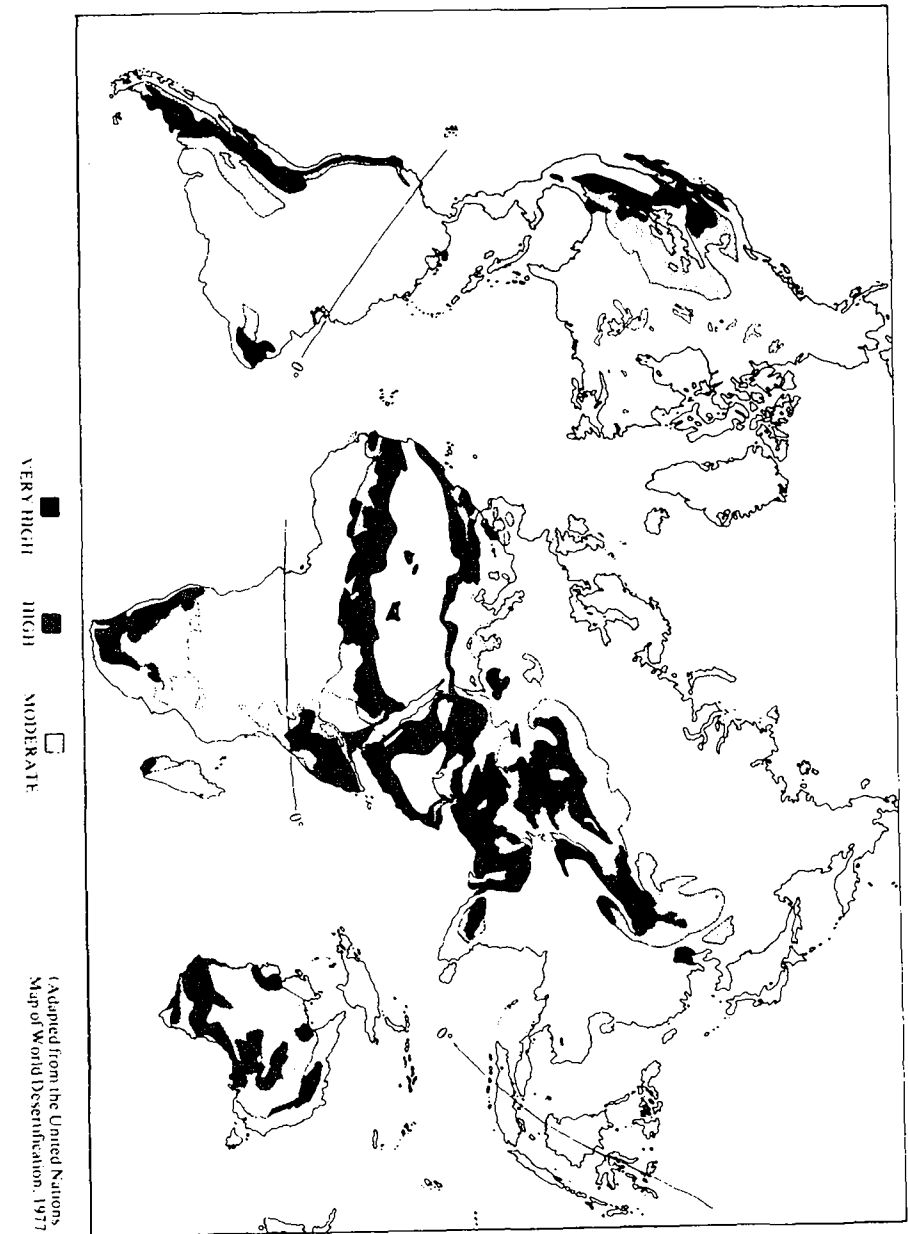 0°
0°
0°
VERY HIGH
HIGH
MODERATE
(Adapted from the United Nations
Map of World Desertification, 1977